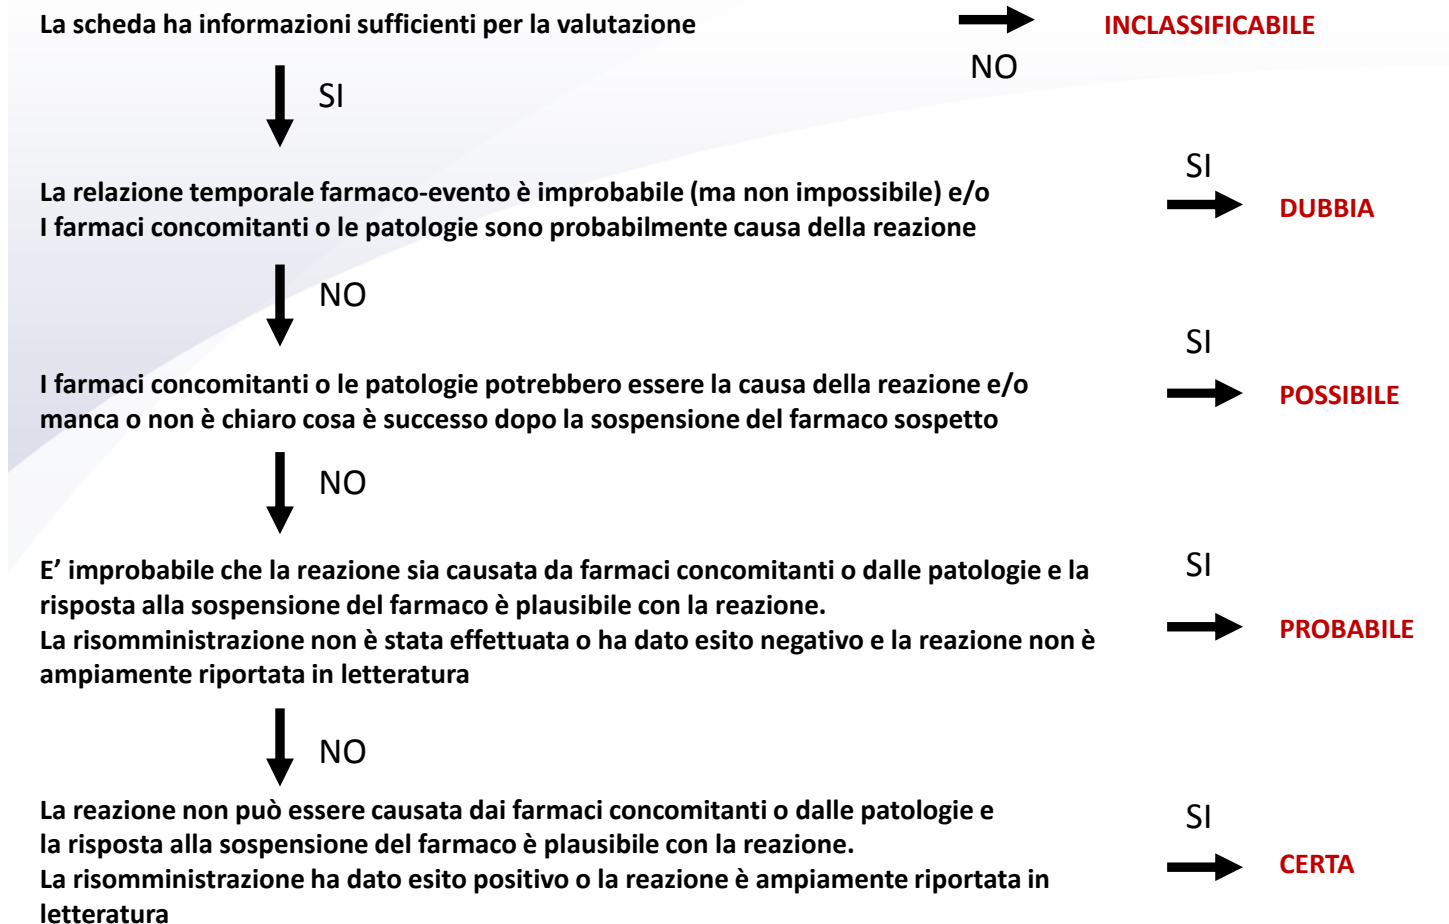 La scheda ha informazioni sufficienti per la valutazione
INCLASSIFICABILE
NO
SI
La relazione temporale farmaco-evento è improbabile (ma non impossibile) e/o
I farmaci concomitanti o le patologie sono probabilmente causa della reazione
SI
DUBBIA
NO
I farmaci concomitanti o le patologie potrebbero essere la causa della reazione e/o
manca o non è chiaro cosa è successo dopo la sospensione del farmaco sospetto
SI
POSSIBILE
NO
E’ improbabile che la reazione sia causata da farmaci concomitanti o dalle patologie e la
risposta alla sospensione del farmaco è plausibile con la reazione.
La risomministrazione non è stata effettuata o ha dato esito negativo e la reazione non è
ampiamente riportata in letteratura
SI
PROBABILE
NO
La reazione non può essere causata dai farmaci concomitanti o dalle patologie e
la risposta alla sospensione del farmaco è plausibile con la reazione.
La risomministrazione ha dato esito positivo o la reazione è ampiamente riportata in
letteratura
SI
CERTA